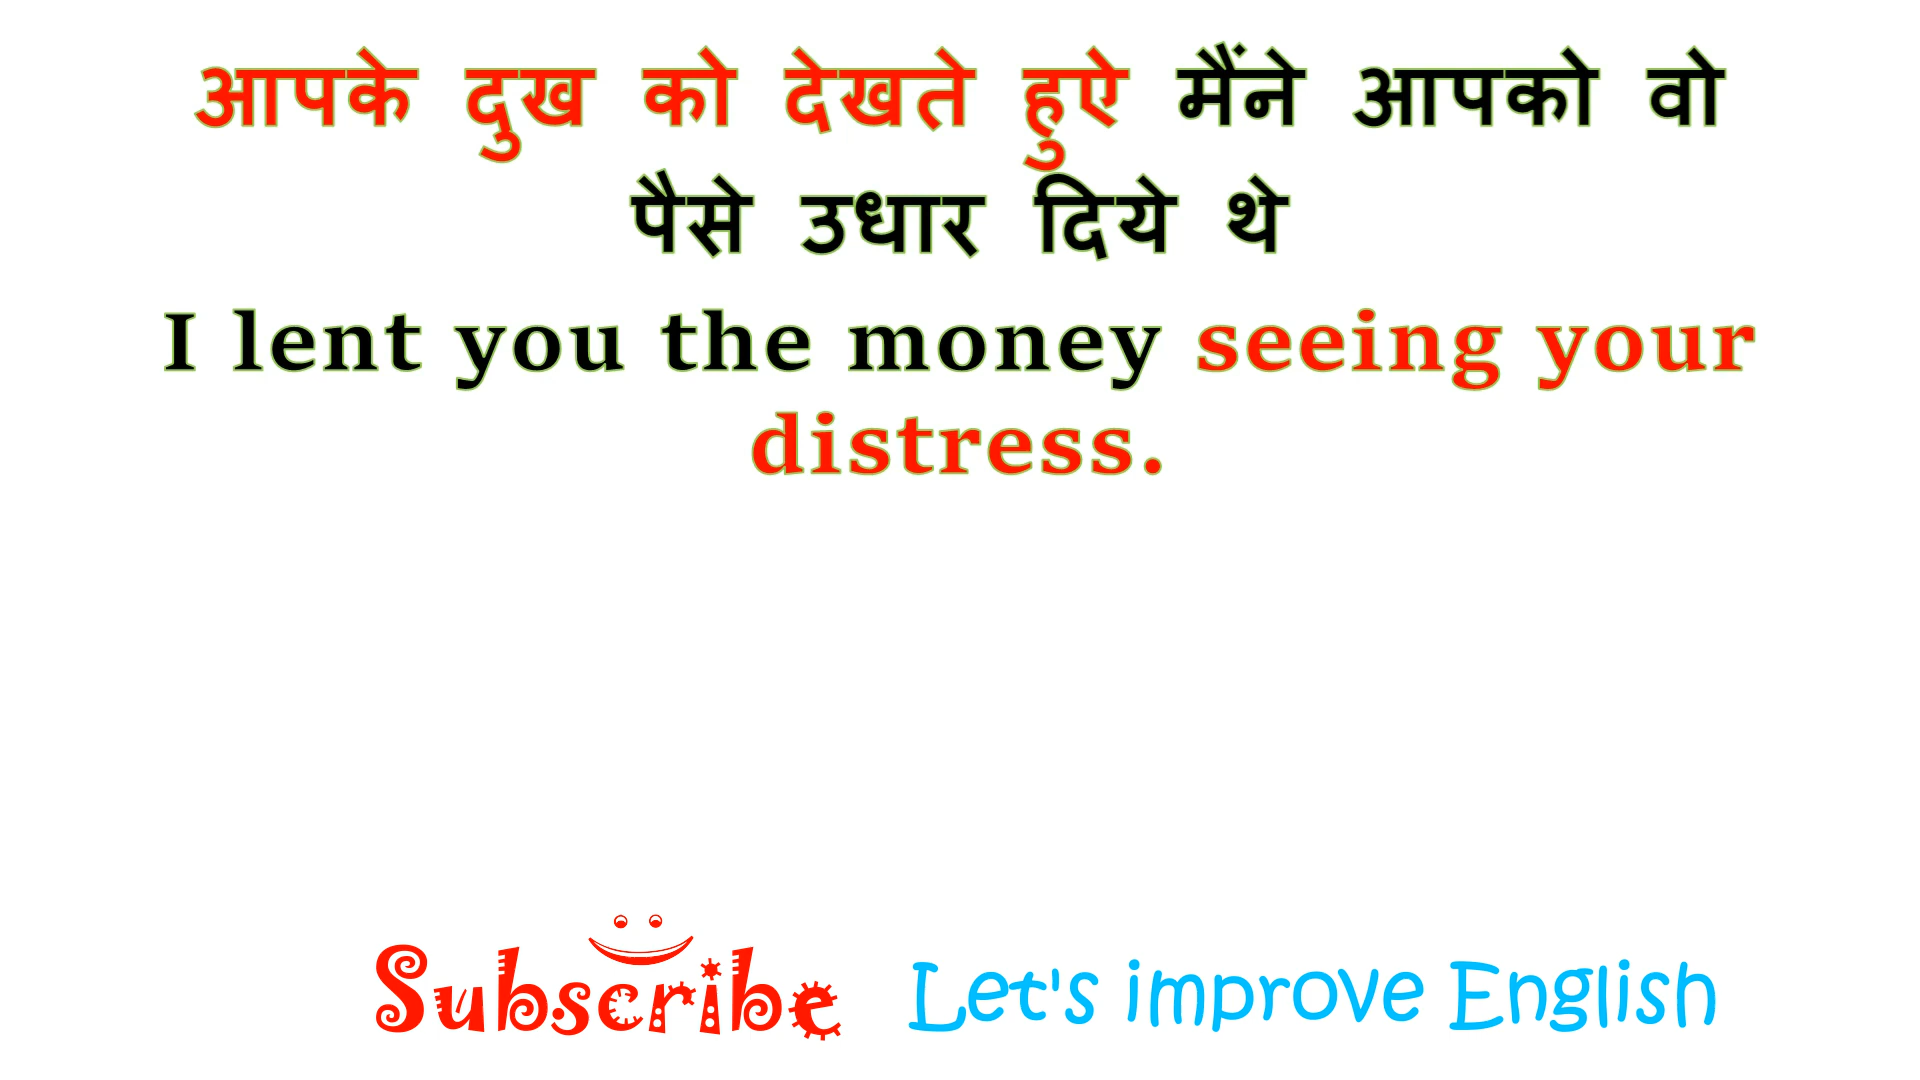 आपके दुख को देखते हुऐ मैंने आपको वो
पैसे उधार दिये थे
I lent you the money seeing your
distress.
Subscribe Let's improve English